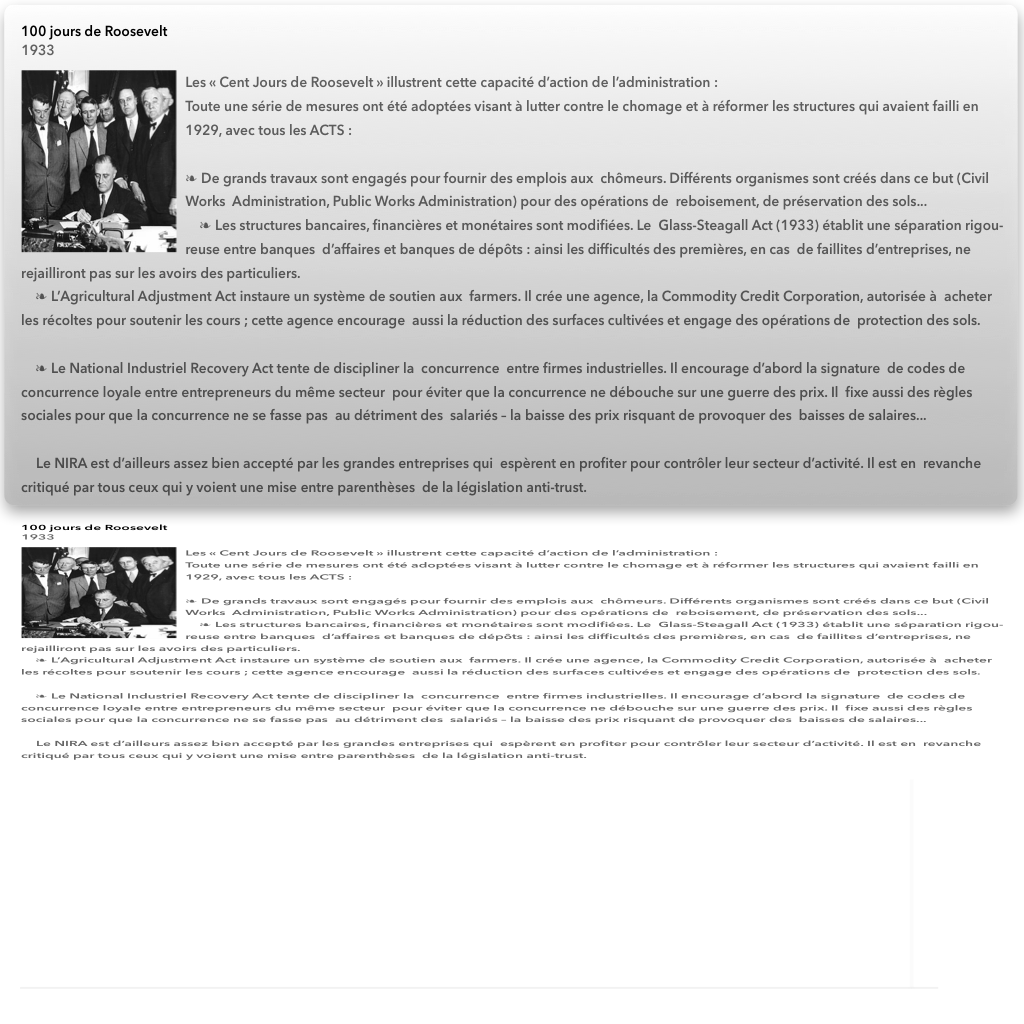 100 jours de Roosevelt
1933
Les « Cent Jours de Roosevelt » illustrent cette capacité d’action de l’administration :
Toute une série de mesures ont été adoptées visant à lutter contre le chomage et à réformer les structures qui avaient failli en
1929, avec tous les ACTS :
❧ De grands travaux sont engagés pour fournir des emplois aux chômeurs. Différents organismes sont créés dans ce but (Civil
Works Administration, Public Works Administration) pour des opérations de reboisement, de préservation des sols...
❧ Les structures bancaires, financières et monétaires sont modifiées. Le Glass-Steagall Act (1933) établit une séparation rigou-
reuse entre banques d’affaires et banques de dépôts : ainsi les difficultés des premières, en cas de faillites d’entreprises, ne
rejailliront pas sur les avoirs des particuliers.
❧ L’Agricultural Adjustment Act instaure un système de soutien aux farmers. Il crée une agence, la Commodity Credit Corporation, autorisée à acheter
les récoltes pour soutenir les cours ; cette agence encourage aussi la réduction des surfaces cultivées et engage des opérations de protection des sols.
❧ Le National Industriel Recovery Act tente de discipliner la concurrence entre firmes industrielles. Il encourage d’abord la signature de codes de
concurrence loyale entre entrepreneurs du même secteur pour éviter que la concurrence ne débouche sur une guerre des prix. Il fixe aussi des règles
sociales pour que la concurrence ne se fasse pas au détriment des salariés – la baisse des prix risquant de provoquer des baisses de salaires...
Le NIRA est d’ailleurs assez bien accepté par les grandes entreprises qui espèrent en profiter pour contrôler leur secteur d’activité. Il est en revanche
critiqué par tous ceux qui y voient une mise entre parenthèses de la législation anti-trust.
100 jours de Roosevelt
1933
Les « Cent Jours de Roosevelt » illustrent cette capacité d’action de l’administration :
Toute une série de mesures ont été adoptées visant à lutter contre le chomage et à réformer les structures qui avaient failli en
1929, avec tous les ACTS :
❧ De grands travaux sont engagés pour fournir des emplois aux chômeurs. Différents organismes sont créés dans ce but (Civil
Works Administration, Public Works Administration) pour des opérations de reboisement, de préservation des sols...
❧ Les structures bancaires, financières et monétaires sont modifiées. Le Glass-Steagall Act (1933) établit une séparation rigou-
reuse entre banques d’affaires et banques de dépôts : ainsi les difficultés des premières, en cas de faillites d’entreprises, ne
rejailliront pas sur les avoirs des particuliers.
❧ L’Agricultural Adjustment Act instaure un système de soutien aux farmers. Il crée une agence, la Commodity Credit Corporation, autorisée à acheter
les récoltes pour soutenir les cours ; cette agence encourage aussi la réduction des surfaces cultivées et engage des opérations de protection des sols.
❧ Le National Industriel Recovery Act tente de discipliner la concurrence entre firmes industrielles. Il encourage d’abord la signature de codes de
concurrence loyale entre entrepreneurs du même secteur pour éviter que la concurrence ne débouche sur une guerre des prix. Il fixe aussi des règles
sociales pour que la concurrence ne se fasse pas au détriment des salariés – la baisse des prix risquant de provoquer des baisses de salaires...
Le NIRA est d’ailleurs assez bien accepté par les grandes entreprises qui espèrent en profiter pour contrôler leur secteur d’activité. Il est en revanche
critiqué par tous ceux qui y voient une mise entre parenthèses de la législation anti-trust.